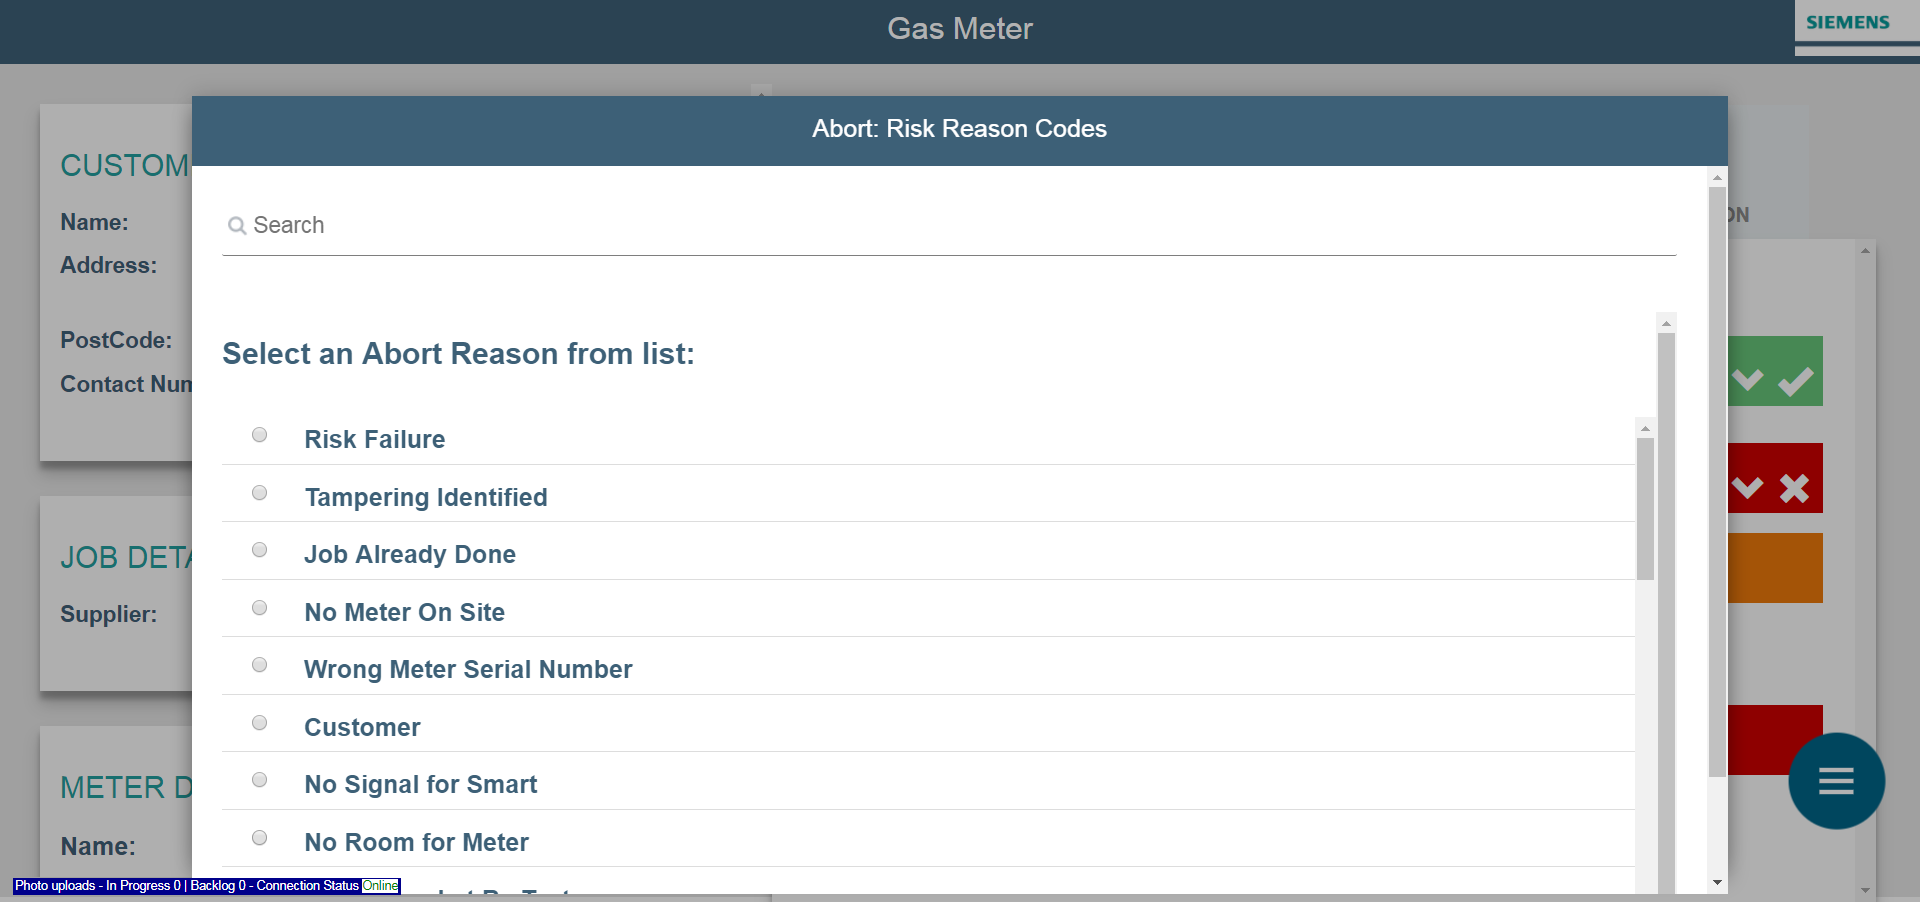 Gas Meter
SIEMENS
Abort: Risk Reason Codes
CUSTOM
Name:
Address:
PostCode:
Contact Num
JOB DETA
Supplier:
METER D
Name:
Search
Select an Abort Reason from list:
Risk Failure
Tampering Identified
Job Already Done
No Meter On Site
Wrong Meter Serial Number
Customer
No Signal for Smart
No Room for Meter
ON
Photo uploads - In Progress 0 | Backlog 0 - Connection Status Online